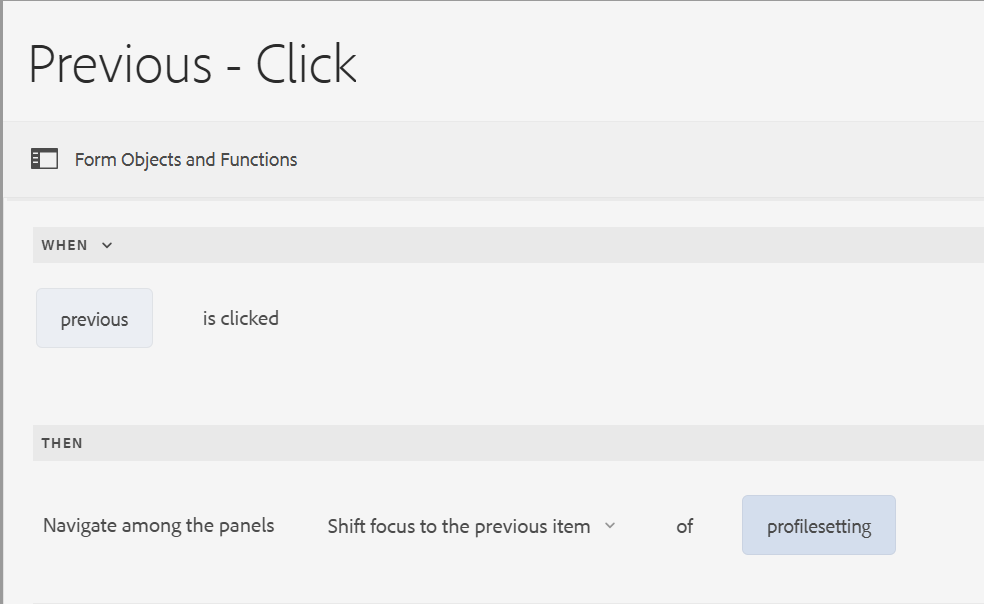 Previous - Click
Form Objects and Functions
WHEN
previous is clicked
THEN
Navigate among the panels Shift focus to the previous item of profilesetting